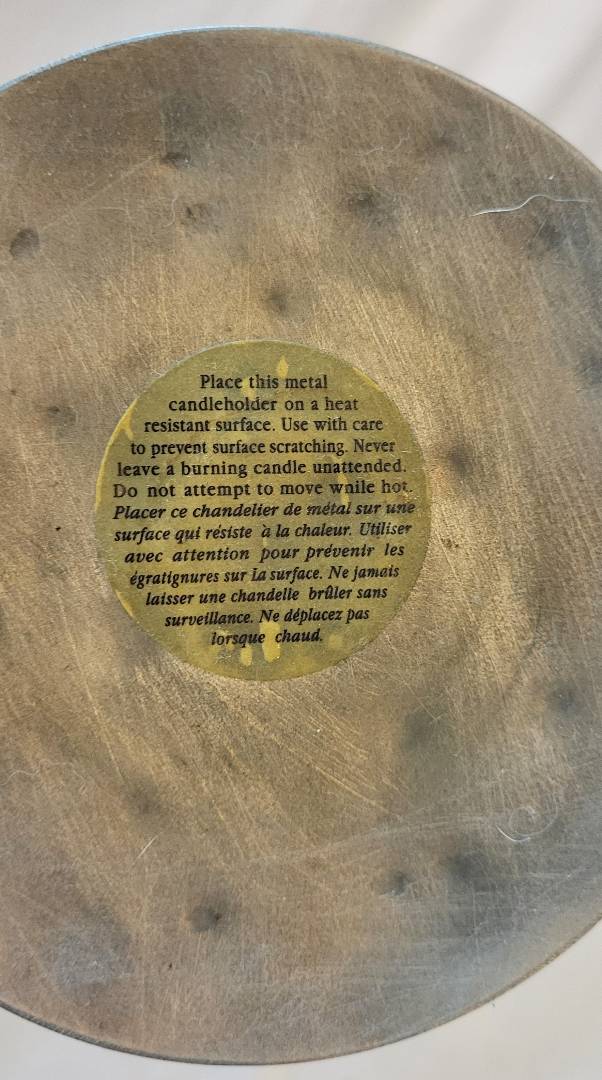 Place this metal
candleholder on a heat
resistant surface. Use with care
to prevent surface scratching. Never
leave a burning candle unattended.
Do not attempt to move wnile hot.
Placer ce chandelier de métal sur une
surface qui résiste à la chaleur. Utiliser
avec attention pour prévenir les
égratignures sur La surface. Ne jamais
laisser une chandelle brûler sans
surveillance. Ne déplacez pas
lorsque chaud.